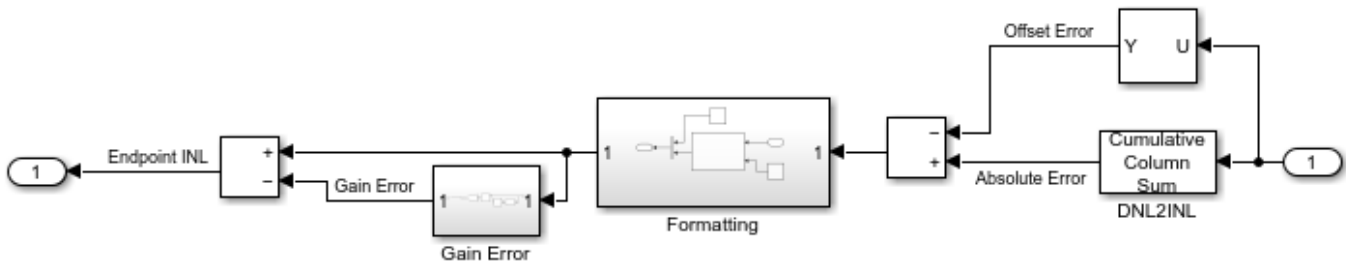 Offset Error
Y U
Cumulative
Column
Sum
DNL2INL
1
Absolute Error
−
+
1 1
Formatting
1 1
Gain Error
Gain Error
+
−
Endpoint INL
1